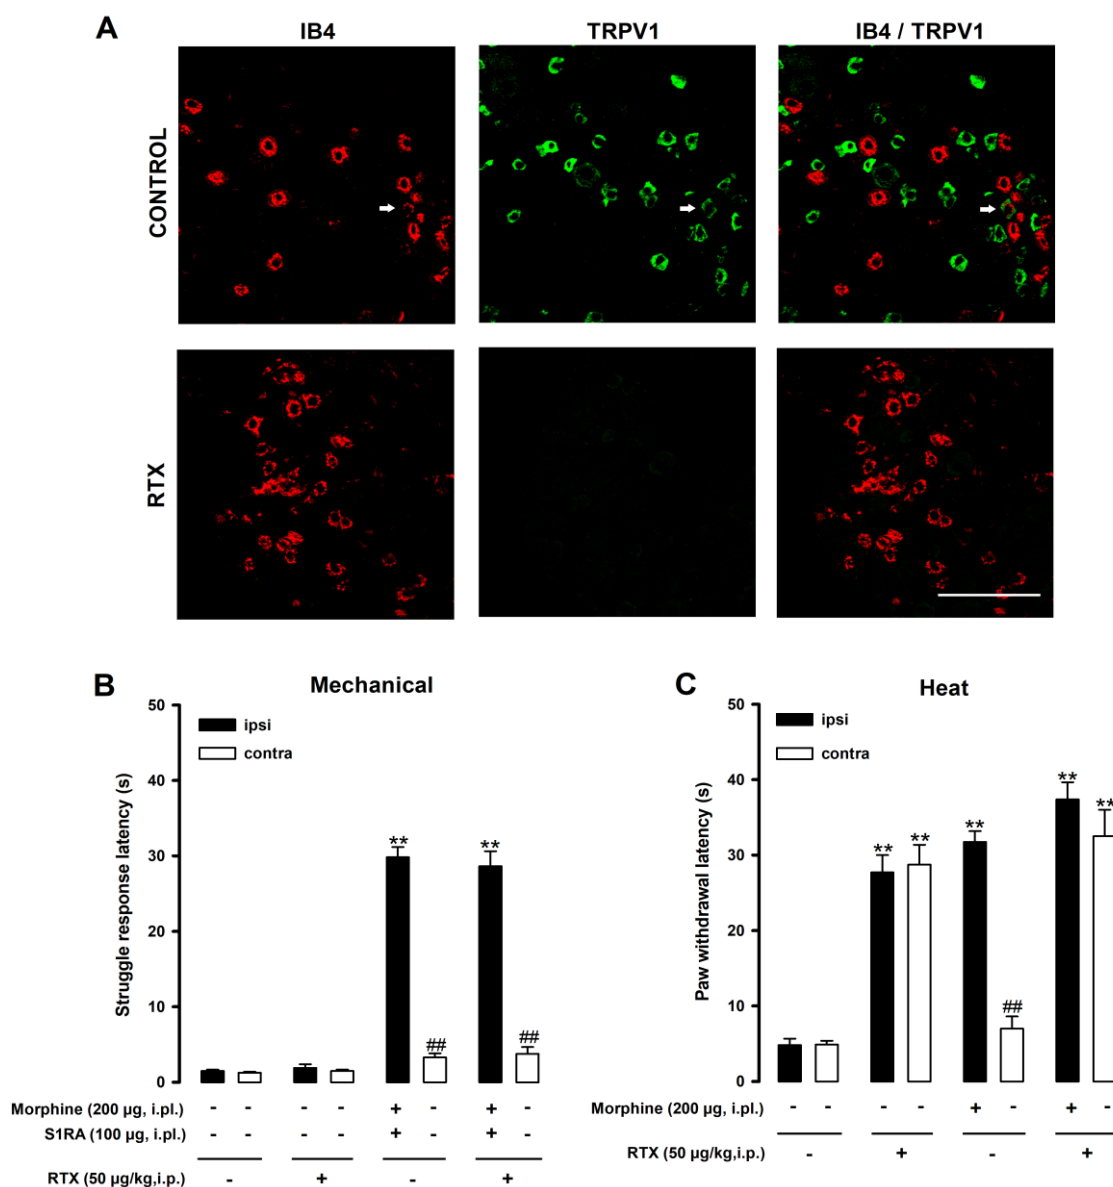 A
IB4
TRPV1
IB4 / TRPV1
CONTROL
RTX
B
Mechanical
50
40
30
20
10
0
Struggle response latency (s)
ipsi
contra
**
**
##
##
Morphine (200 µg, i.pl.) - - - - + - + -
S1RA (100 µg, i.pl.) - - - - + - + -
RTX (50 µg/kg,i.p.) - + - +
C
Heat
50
40
30
20
10
0
Paw withdrawal latency (s)
ipsi
contra
**
**
**
##
**
**
Morphine (200 µg, i.pl.) - - - - + - + -
RTX (50 µg/kg,i.p.) - + - +